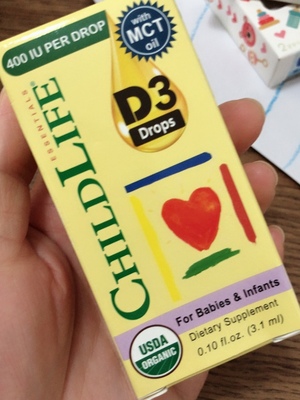 400 IU PER DROP
with
MCT
oil
D3
Drops
CHILDLIFE
ESSENTIALS
For Babies & Infants
Dietary Supplement
0.10 fl.oz. (3.1 ml)
USDA
ORGANIC